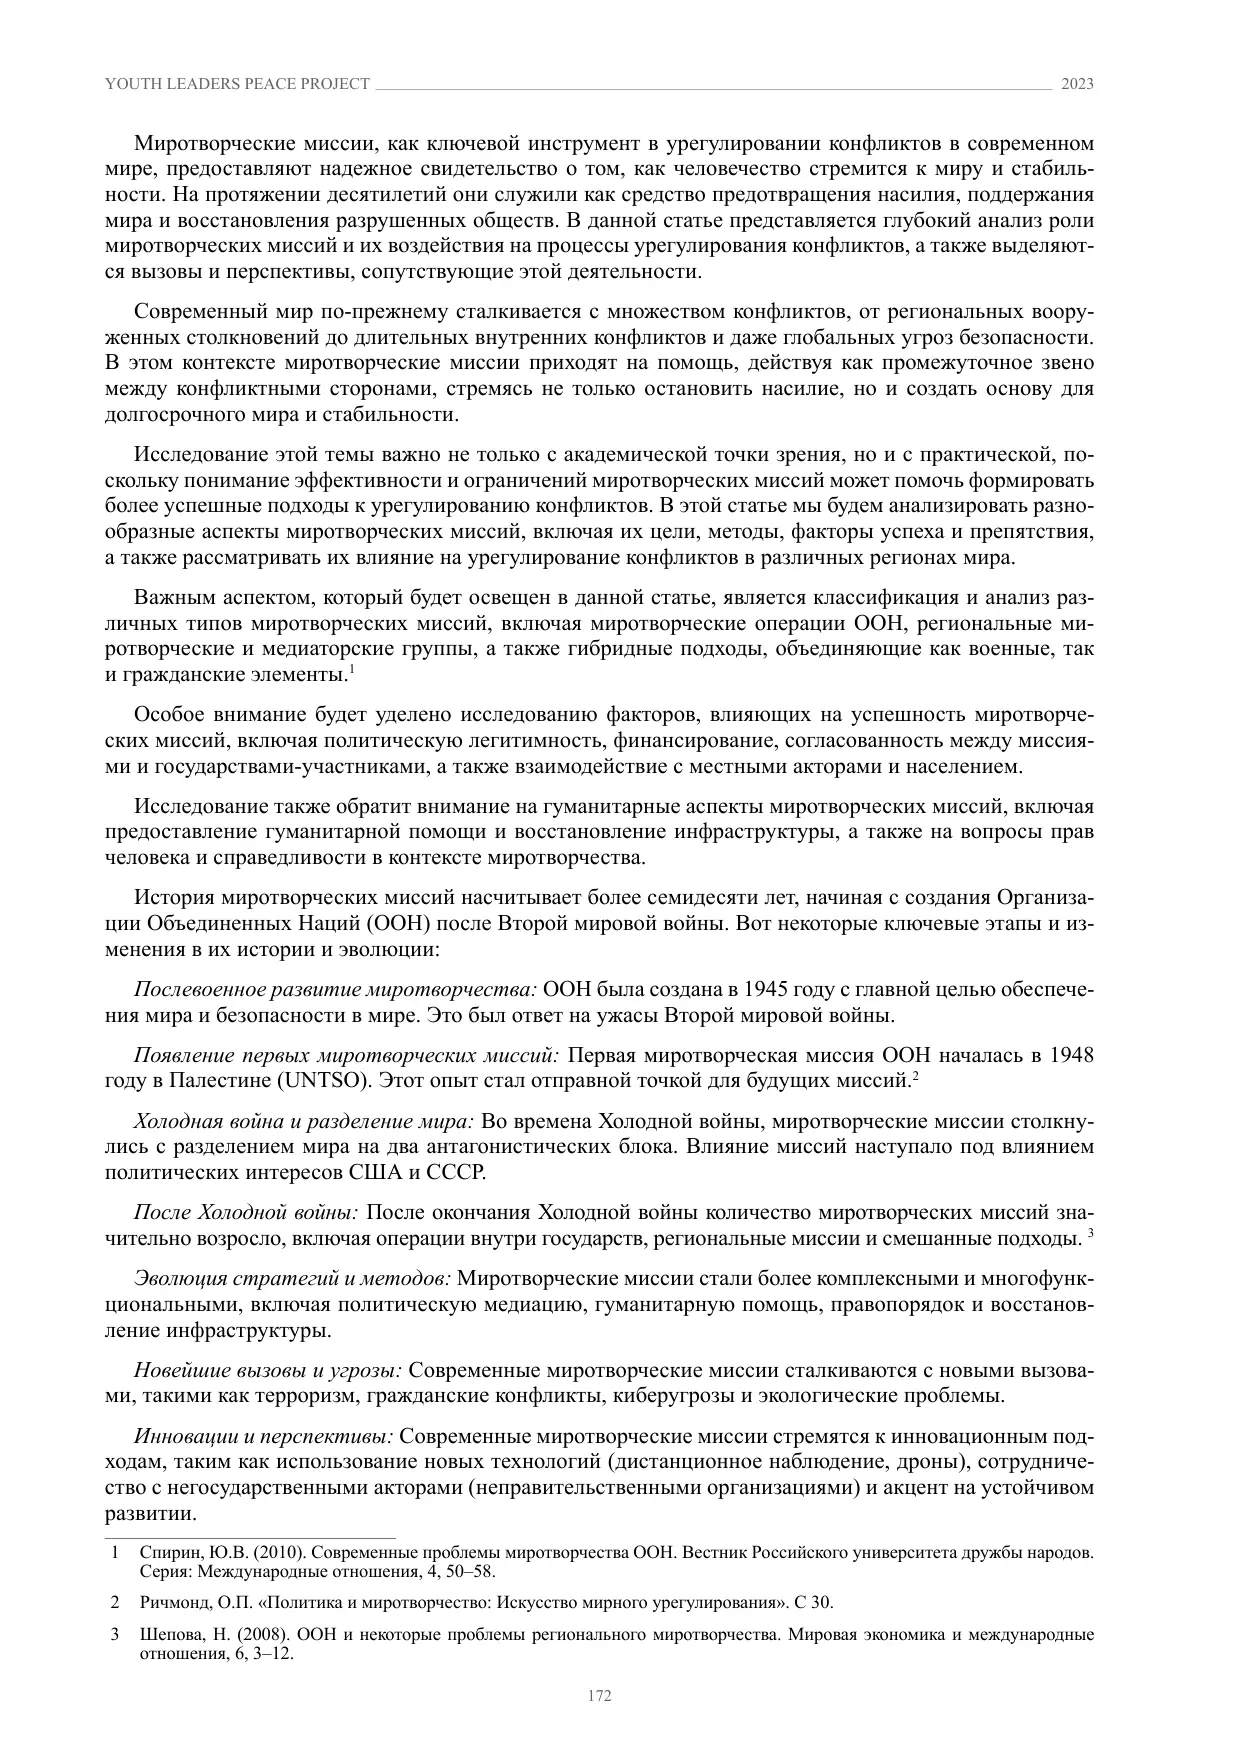 YOUTH LEADERS PEACE PROJECT 2023
Миротворческие миссии, как ключевой инструмент в урегулировании конфликтов в современном
мире, предоставляют надежное свидетельство о том, как человечество стремится к миру и стабиль-
ности. На протяжении десятилетий они служили как средство предотвращения насилия, поддержания
мира и восстановления разрушенных обществ. В данной статье представляется глубокий анализ роли
миротворческих миссий и их воздействия на процессы урегулирования конфликтов, а также выделяют-
ся вызовы и перспективы, сопутствующие этой деятельности.
Современный мир по-прежнему сталкивается с множеством конфликтов, от региональных воору-
женных столкновений до длительных внутренних конфликтов и даже глобальных угроз безопасности.
В этом контексте миротворческие миссии приходят на помощь, действуя как промежуточное звено
между конфликтными сторонами, стремясь не только остановить насилие, но и создать основу для
долгосрочного мира и стабильности.
Исследование этой темы важно не только с академической точки зрения, но и с практической, по-
скольку понимание эффективности и ограничений миротворческих миссий может помочь формировать
более успешные подходы к урегулированию конфликтов. В этой статье мы будем анализировать разно-
образные аспекты миротворческих миссий, включая их цели, методы, факторы успеха и препятствия,
а также рассматривать их влияние на урегулирование конфликтов в различных регионах мира.
Важным аспектом, который будет освещен в данной статье, является классификация и анализ раз-
личных типов миротворческих миссий, включая миротворческие операции ООН, региональные ми-
ротворческие и медиаторские группы, а также гибридные подходы, объединяющие как военные, так
и гражданские элементы.1
Особое внимание будет уделено исследованию факторов, влияющих на успешность миротворче-
ских миссий, включая политическую легитимность, финансирование, согласованность между миссия-
ми и государствами-участниками, а также взаимодействие с местными акторами и населением.
Исследование также обратит внимание на гуманитарные аспекты миротворческих миссий, включая
предоставление гуманитарной помощи и восстановление инфраструктуры, а также на вопросы прав
человека и справедливости в контексте миротворчества.
История миротворческих миссий насчитывает более семидесяти лет, начиная с создания Организа-
ции Объединенных Наций (ООН) после Второй мировой войны. Вот некоторые ключевые этапы и из-
менения в их истории и эволюции:
Послевоенное развитие миротворчества: ООН была создана в 1945 году с главной целью обеспече-
ния мира и безопасности в мире. Это был ответ на ужасы Второй мировой войны.
Появление первых миротворческих миссий: Первая миротворческая миссия ООН началась в 1948
году в Палестине (UNTSO). Этот опыт стал отправной точкой для будущих миссий.2
Холодная война и разделение мира: Во времена Холодной войны, миротворческие миссии столкну-
лись с разделением мира на два антагонистических блока. Влияние миссий наступало под влиянием
политических интересов США и СССР.
После Холодной войны: После окончания Холодной войны количество миротворческих миссий зна-
чительно возросло, включая операции внутри государств, региональные миссии и смешанные подходы. 3
Эволюция стратегий и методов: Миротворческие миссии стали более комплексными и многофунк-
циональными, включая политическую медиацию, гуманитарную помощь, правопорядок и восстанов-
ление инфраструктуры.
Новейшие вызовы и угрозы: Современные миротворческие миссии сталкиваются с новыми вызова-
ми, такими как терроризм, гражданские конфликты, киберугрозы и экологические проблемы.
Инновации и перспективы: Современные миротворческие миссии стремятся к инновационным под-
ходам, таким как использование новых технологий (дистанционное наблюдение, дроны), сотрудниче-
ство с негосударственными акторами (неправительственными организациями) и акцент на устойчивом
развитии.
1 Спирин, Ю.В. (2010). Современные проблемы миротворчества ООН. Вестник Российского университета дружбы народов.
Серия: Международные отношения, 4, 50–58.
2 Ричмонд, О.П. «Политика и миротворчество: Искусство мирного урегулирования». С 30.
3 Шепова, Н. (2008). ООН и некоторые проблемы регионального миротворчества. Мировая экономика и международные
отношения, 6, 3–12.
172